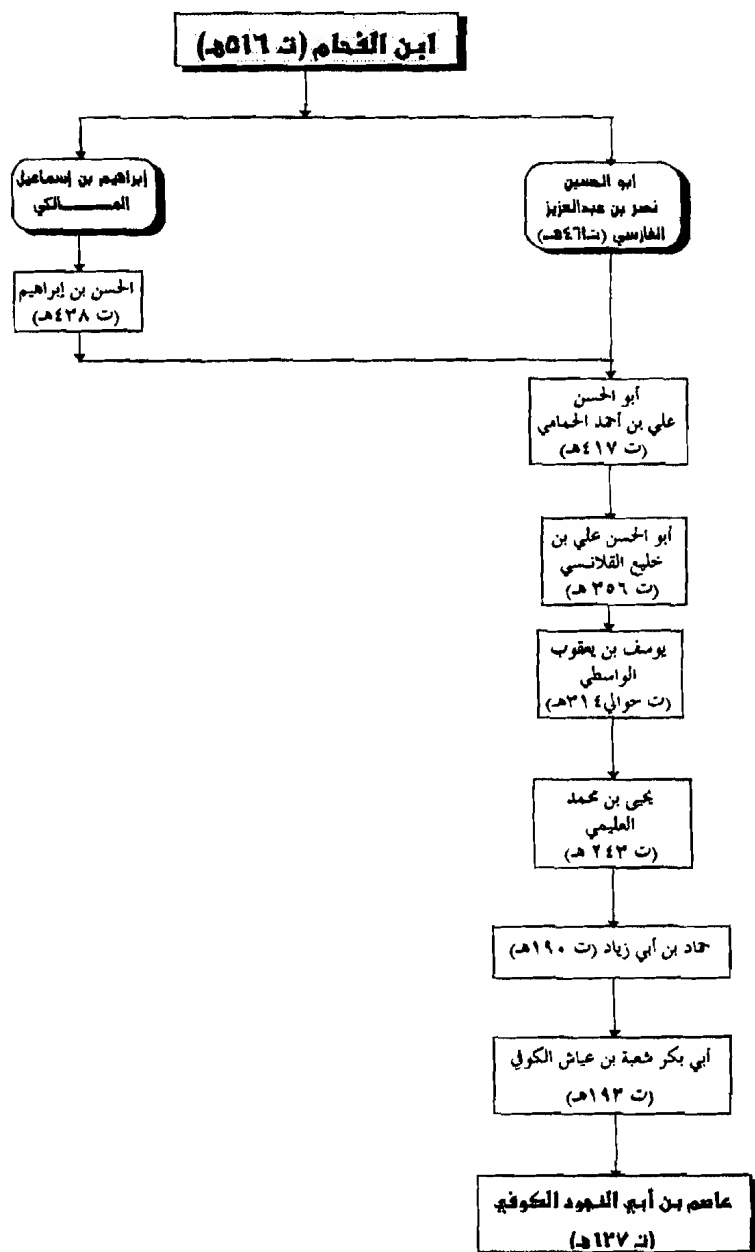 ابن الفحام (ت ٥١٦هـ)
أبو الحسين
نصر بن عبدالعزيز
الفارسي (ت٤٦١هـ)
إبراهيم بن إسماعيل
المـــــــالكي
الحسن بن إبراهيم
(ت ٤٣٨هـ)
أبو الحسن
علي بن أحمد الحمامي
(ت ٤١٧هـ)
أبو الحسن علي بن
خليع القلانسي
(ت ٣٥٦ هـ)
يوسف بن يعقوب
الواسطي
(ت حوالي٣١٤هـ)
يحيى بن محمد
العليمي
(ت ٢٤٣ هـ)
حماد بن أبي زياد (ت ١٩٠هـ)
أبي بكر شعبة بن عياش الكوفي
(ت ١٩٣هـ)
عاصم بن أبي النجود الكوفي
(ت ١٢٧هـ)